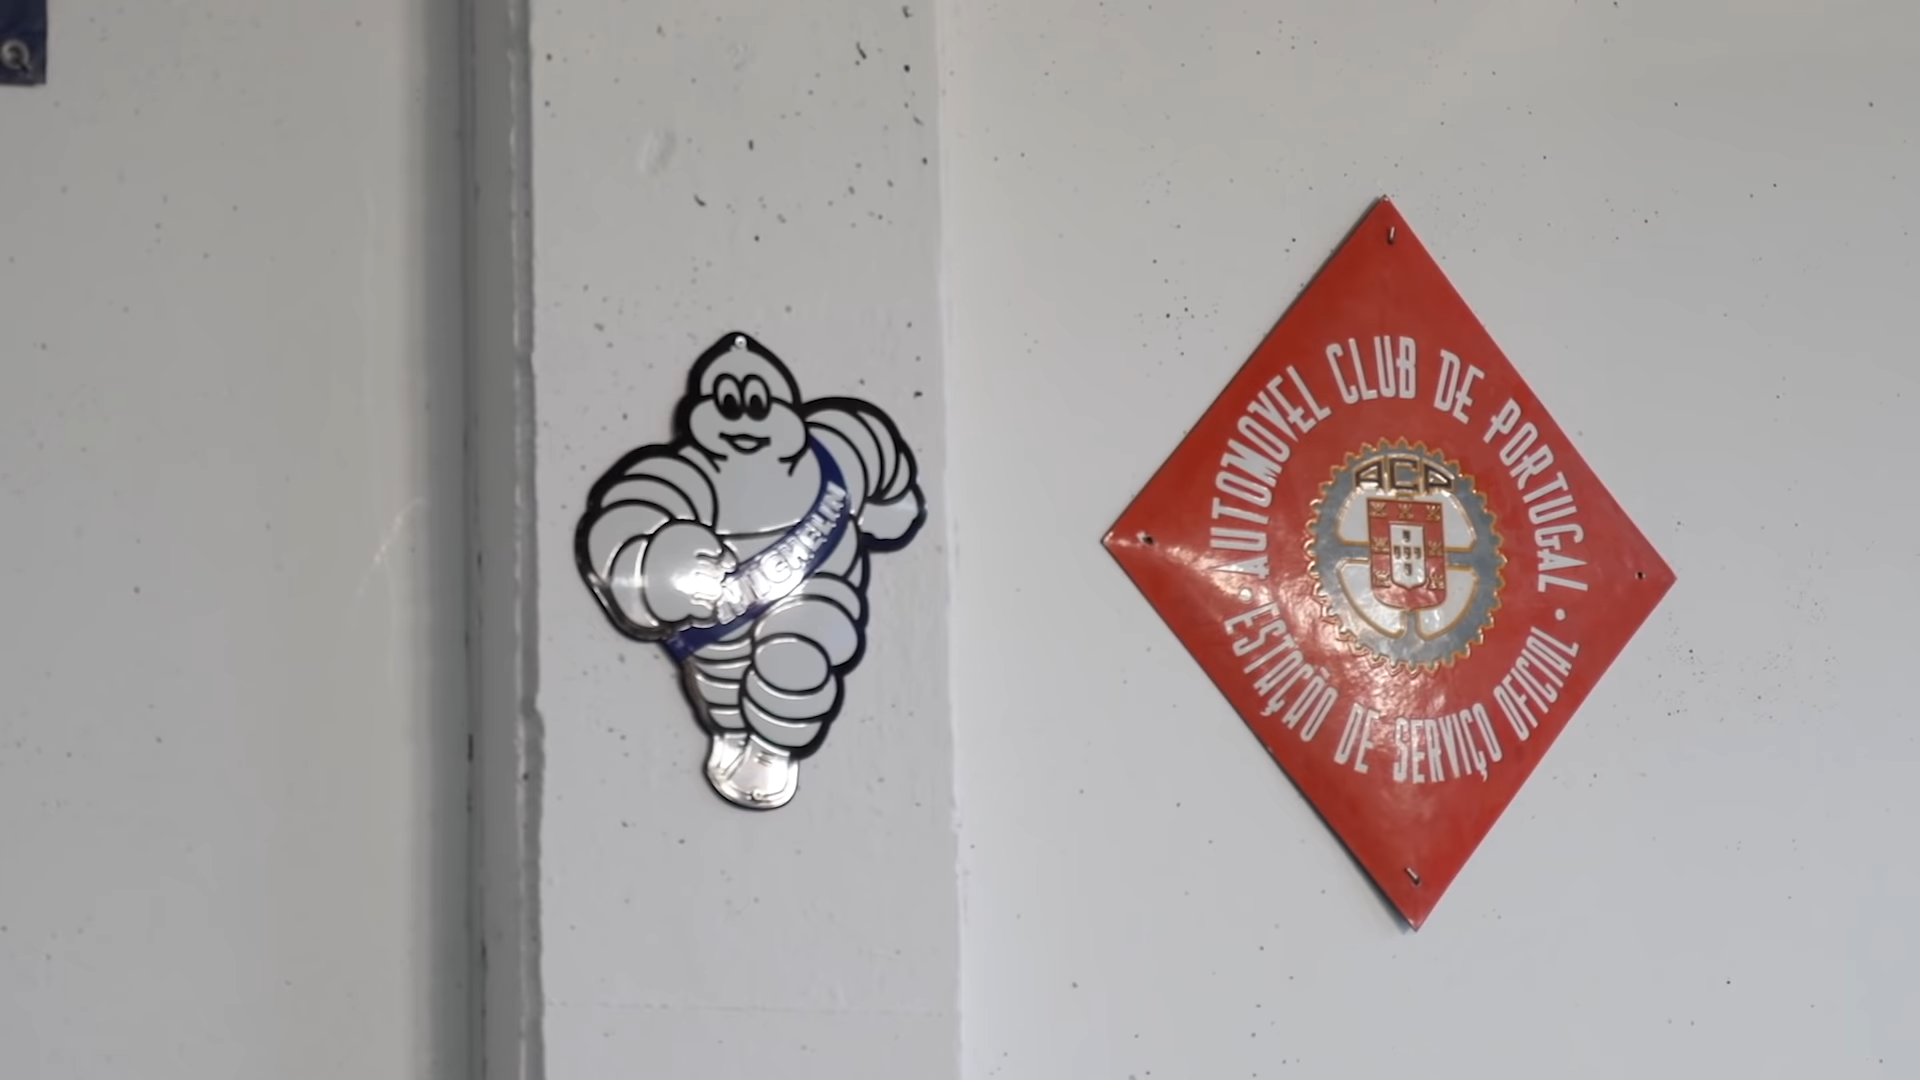 MICHELIN
AUTOMOVEL CLUB DE PORTUGAL
ACP
• ESTAÇÃO DE SERVIÇO OFICIAL •